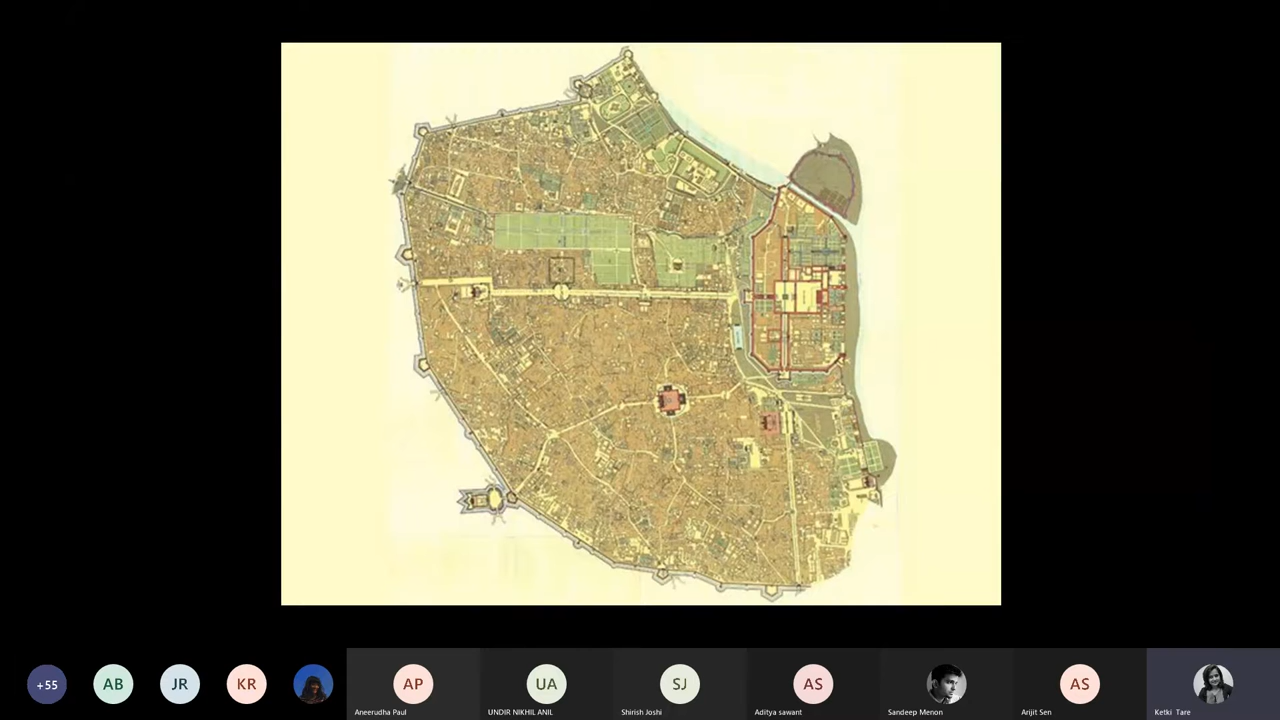 +55
AB
JR
KR
AP
UA
SJ
AS
AS
Aneerudha Paul
UNDIR NIKHIL ANIL
Shirish Joshi
Aditya sawant
Sandeep Menon
Arijit Sen
Ketki Tare